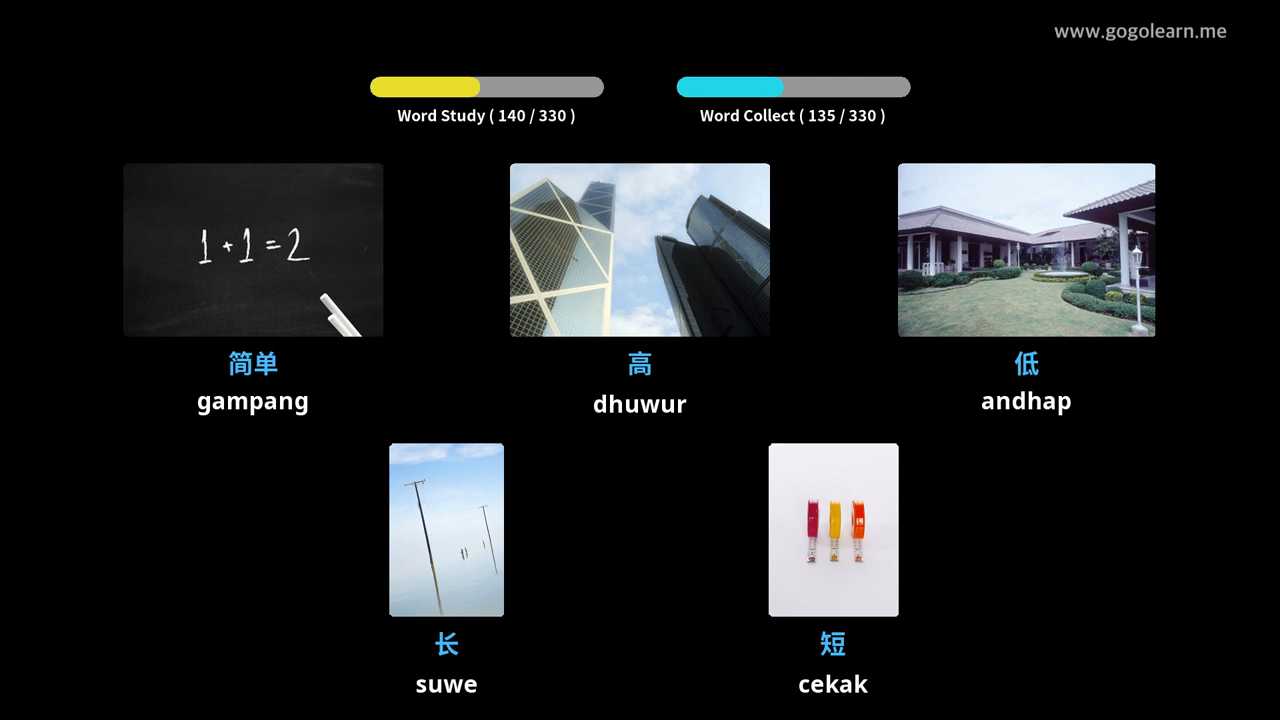 www.gogolearn.me
Word Study ( 140 / 330 )
Word Collect ( 135 / 330 )
1 + 1 = 2
简单
gampang
高
dhuwur
低
andhap
长
suwe
短
cekak